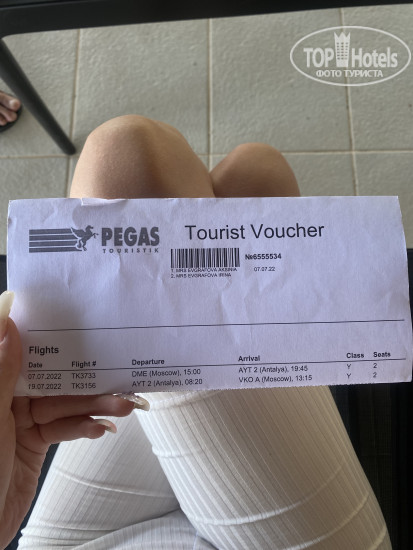 TOP Hotels
ФОТО ТУРИСТА
PEGAS
TOURISTIK
Tourist Voucher
№6555534
1. MRS EVGRAFOVA AKSINIA 07.07.22
2. MRS EVGRAFOVA IRINA
Flights
Date Flight # Departure Arrival Class Seats
07.07.2022 TK3733 DME (Moscow), 15:00 AYT 2 (Antalya), 19:45 Y 2
19.07.2022 TK3156 AYT 2 (Antalya), 08:20 VKO A (Moscow), 13:15 Y 2